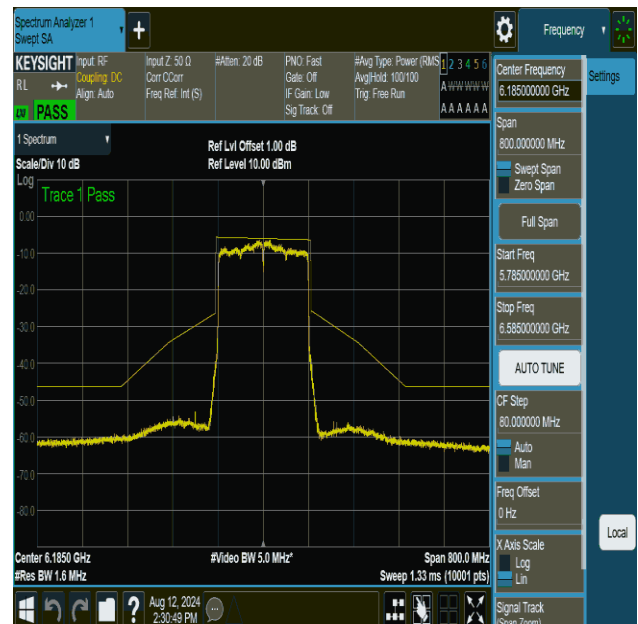 Spectrum Analyzer 1
Swept SA
+
Frequency
KEYSIGHT
RL
PASS
Input: RF
Coupling: DC
Align: Auto
Input Z: 50 Ω
Corr CCorr
Freq Ref: Int (S)
#Atten: 20 dB
PNO: Fast
Gate: Off
IF Gain: Low
Sig Track: Off
#Avg Type: Power (RMS
Avg|Hold: 100/100
Trig: Free Run
1 2 3 4 5 6
A W W W W W
A A A A A A
1 Spectrum
Scale/Div 10 dB
Ref Lvl Offset 1.00 dB
Ref Level 10.00 dBm
Log
Trace 1 Pass
0.00
-10.0
-20.0
-30.0
-40.0
-50.0
-60.0
-70.0
-80.0
Center 6.1850 GHz
#Res BW 1.6 MHz
#Video BW 5.0 MHz*
Span 800.0 MHz
Sweep 1.33 ms (10001 pts)
Center Frequency
6.185000000 GHz
Settings
Span
800.000000 MHz
Swept Span
Zero Span
Full Span
Start Freq
5.785000000 GHz
Stop Freq
6.585000000 GHz
AUTO TUNE
CF Step
80.000000 MHz
Auto
Man
Freq Offset
0 Hz
X Axis Scale
Log
Lin
Local
Signal Track
(Span Zoom)
?
Aug 12, 2024
2:30:49 PM